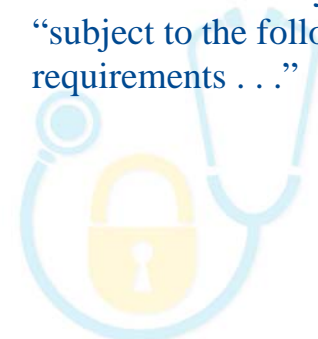 “subject to the follo
requirements . . .”